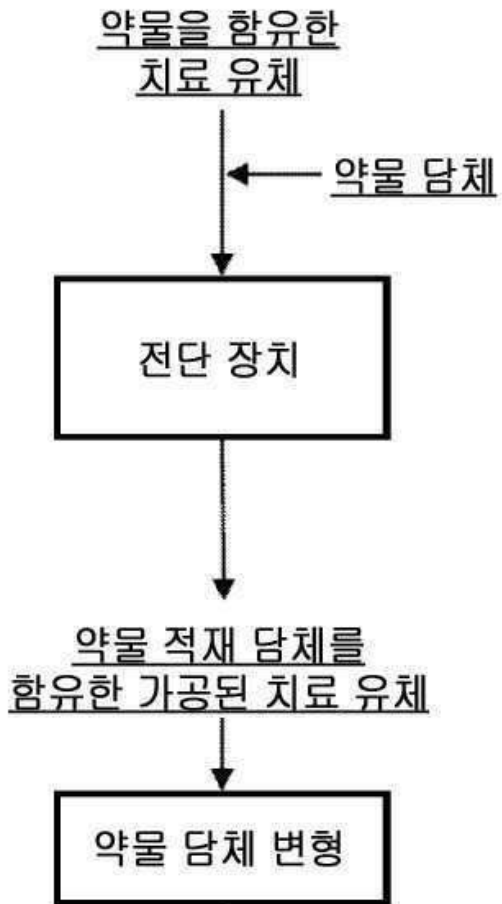 약물을 함유한
치료 유체
약물 담체
전단 장치
약물 적재 담체를
함유한 가공된 치료 유체
약물 담체 변형